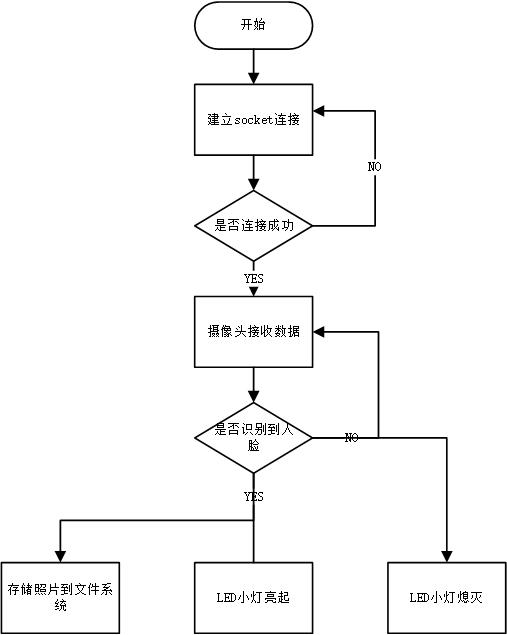 开始
建立socket连接
NO
是否连接成功
YES
摄像头接收数据
是否识别到人
脸
NO
YES
存储照片到文件系
统
LED小灯亮起
LED小灯熄灭